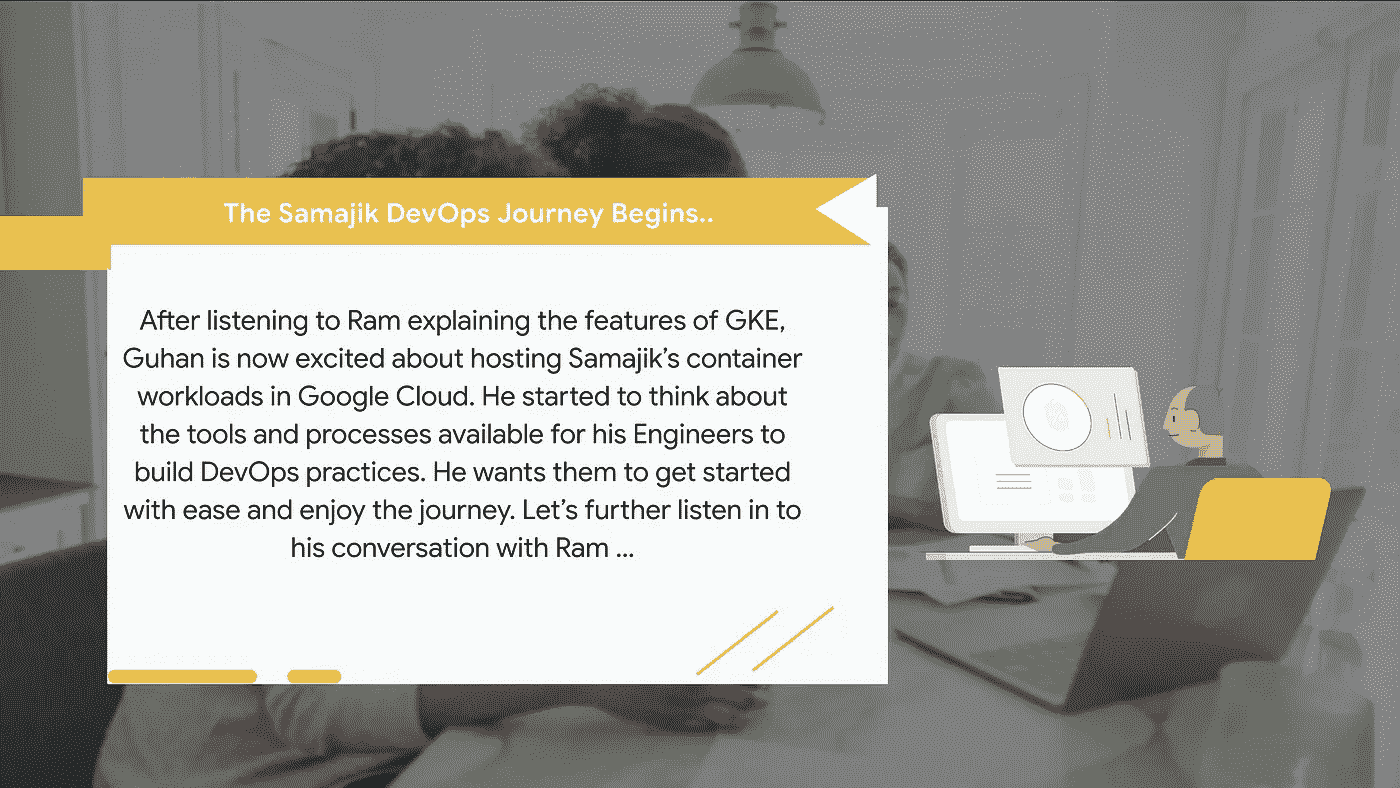 The Samajik DevOps Journey Begins..
After listening to Ram explaining the features of GKE,
Guhan is now excited about hosting Samajik’s container
workloads in Google Cloud. He started to think about
the tools and processes available for his Engineers to
build DevOps practices. He wants them to get started
with ease and enjoy the journey. Let’s further listen in to
his conversation with Ram ...